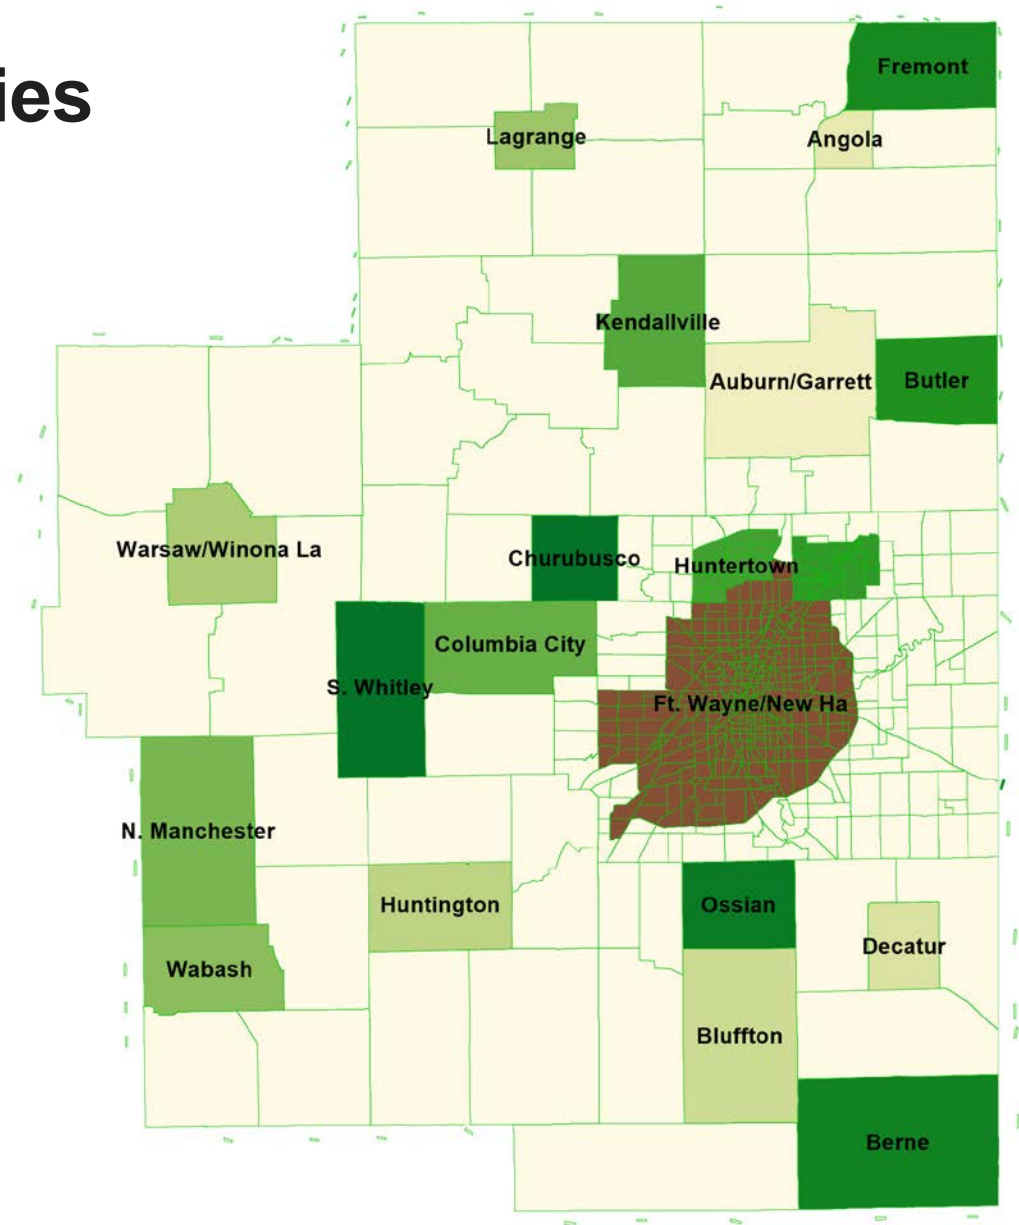 ies
Fremont
Lagrange
Angola
Kendallville
Auburn/Garrett
Butler
Warsaw/Winona La
Churubusco
Huntertown
Columbia City
S. Whitley
Ft. Wayne/New Ha
N. Manchester
Huntington
Ossian
Decatur
Wabash
Bluffton
Berne